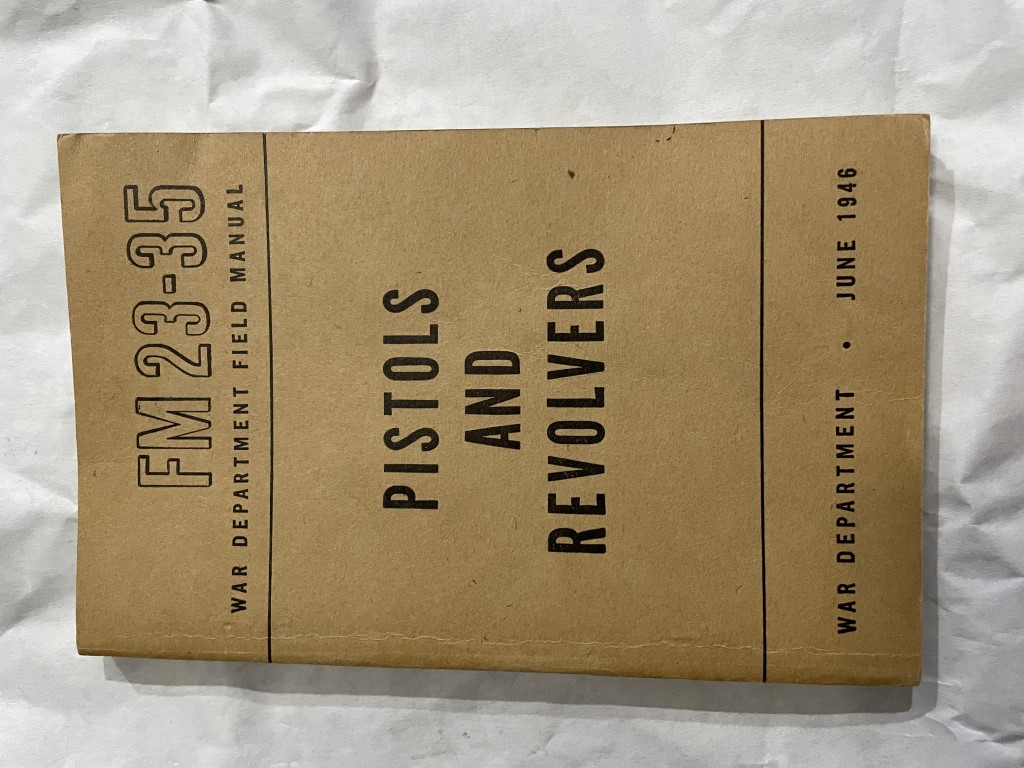 FM 23-35
WAR DEPARTMENT FIELD MANUAL
PISTOLS
AND
REVOLVERS
WAR DEPARTMENT • JUNE 1946